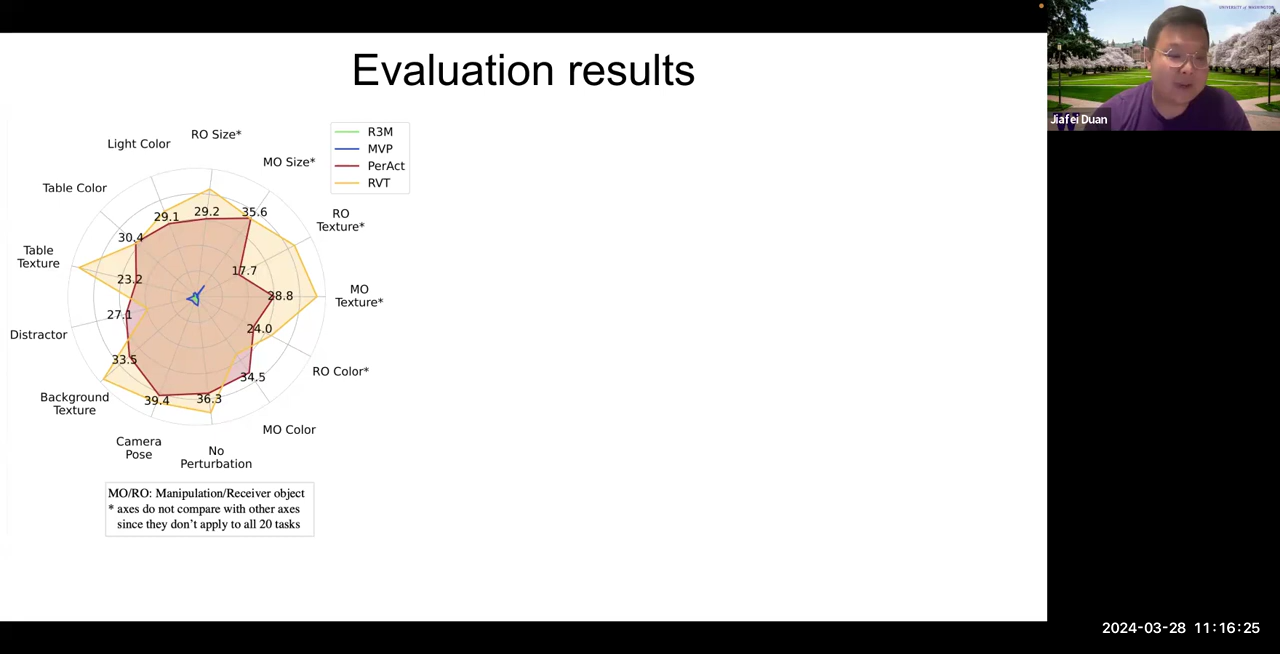 Evaluation results
UNIVERSITY of WASHINGTON
Jiafei Duan
R3M
MVP
PerAct
RVT
RO Size*
Light Color
MO Size*
Table Color
RO
Texture*
Table
Texture
MO
Texture*
Distractor
RO Color*
Background
Texture
MO Color
Camera
Pose
No
Perturbation
29.1
29.2
35.6
30.4
17.7
23.2
28.8
27.1
24.0
33.5
34.5
39.4
36.3
MO/RO: Manipulation/Receiver object
* axes do not compare with other axes
since they don't apply to all 20 tasks
2024-03-28 11:16:25